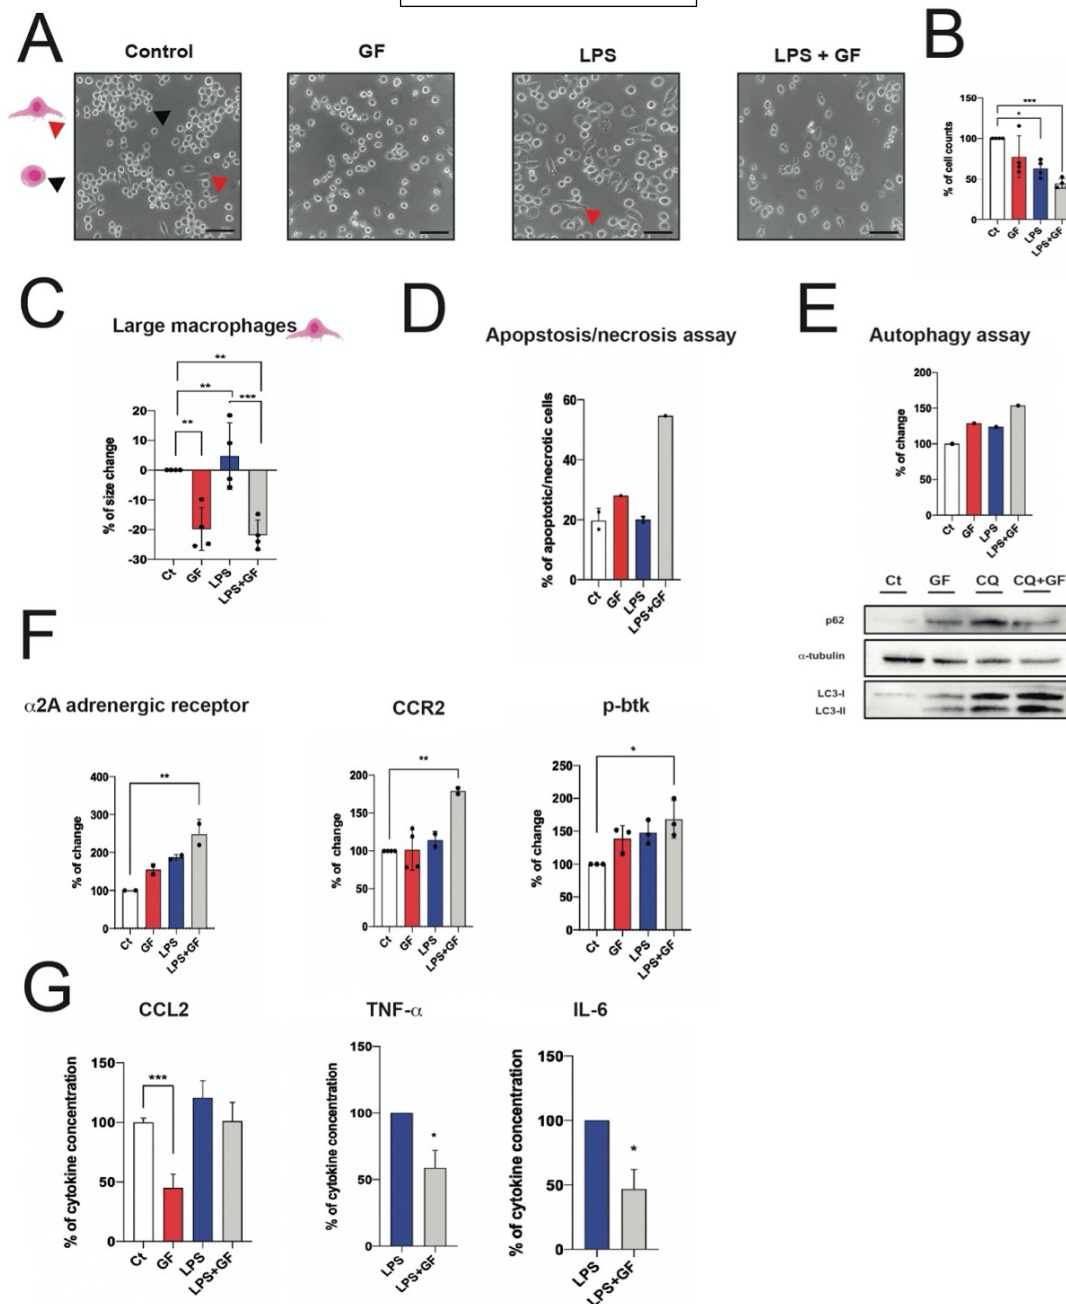 A
Control
GF
LPS
LPS + GF
B
% of cell counts
150
100
50
0
***
*
Ct
GF
LPS
LPS+GF
C
Large macrophages
% of size change
20
10
0
-10
-20
-30
**
**
***
**
Ct
GF
LPS
LPS+GF
D
Apopstosis/necrosis assay
% of apoptotic/necrotic cells
60
40
20
0
Ct
GF
LPS
LPS+GF
E
Autophagy assay
% of change
200
150
100
50
0
Ct
GF
LPS
LPS+GF
Ct GF CQ CQ+GF
p62
α-tubulin
LC3-I
LC3-II
F
α2A adrenergic receptor
% of change
400
300
200
100
0
**
Ct
GF
LPS
LPS+GF
CCR2
% of change
200
150
100
50
0
**
Ct
GF
LPS
LPS+GF
p-btk
% of change
250
200
150
100
50
0
*
Ct
GF
LPS
LPS+GF
G
CCL2
% of cytokine concentration
150
100
50
0
***
Ct
GF
LPS
LPS+GF
TNF-α
% of cytokine concentration
150
100
50
0
*
LPS
LPS+GF
IL-6
% of cytokine concentration
150
100
50
0
*
LPS
LPS+GF